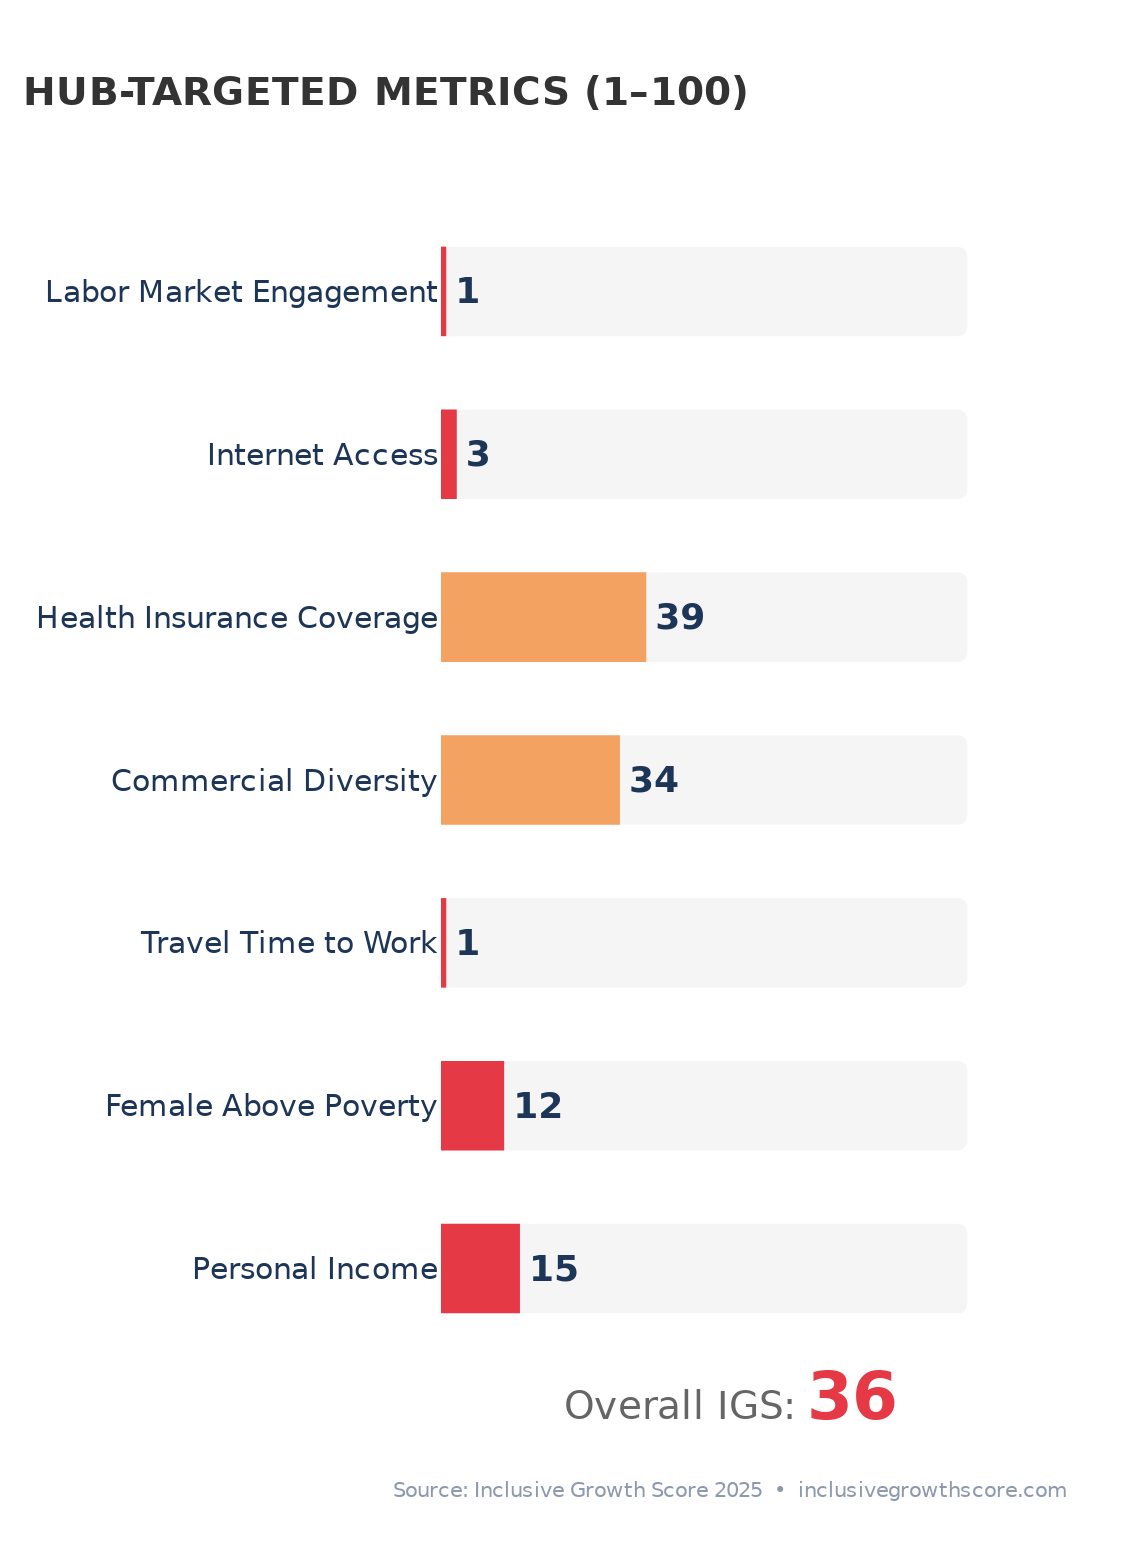 HUB-TARGETED METRICS (1–100)
Labor Market Engagement 1
Internet Access 3
Health Insurance Coverage 39
Commercial Diversity 34
Travel Time to Work 1
Female Above Poverty 12
Personal Income 15
Overall IGS: 36
Source: Inclusive Growth Score 2025 • inclusivegrowthscore.com